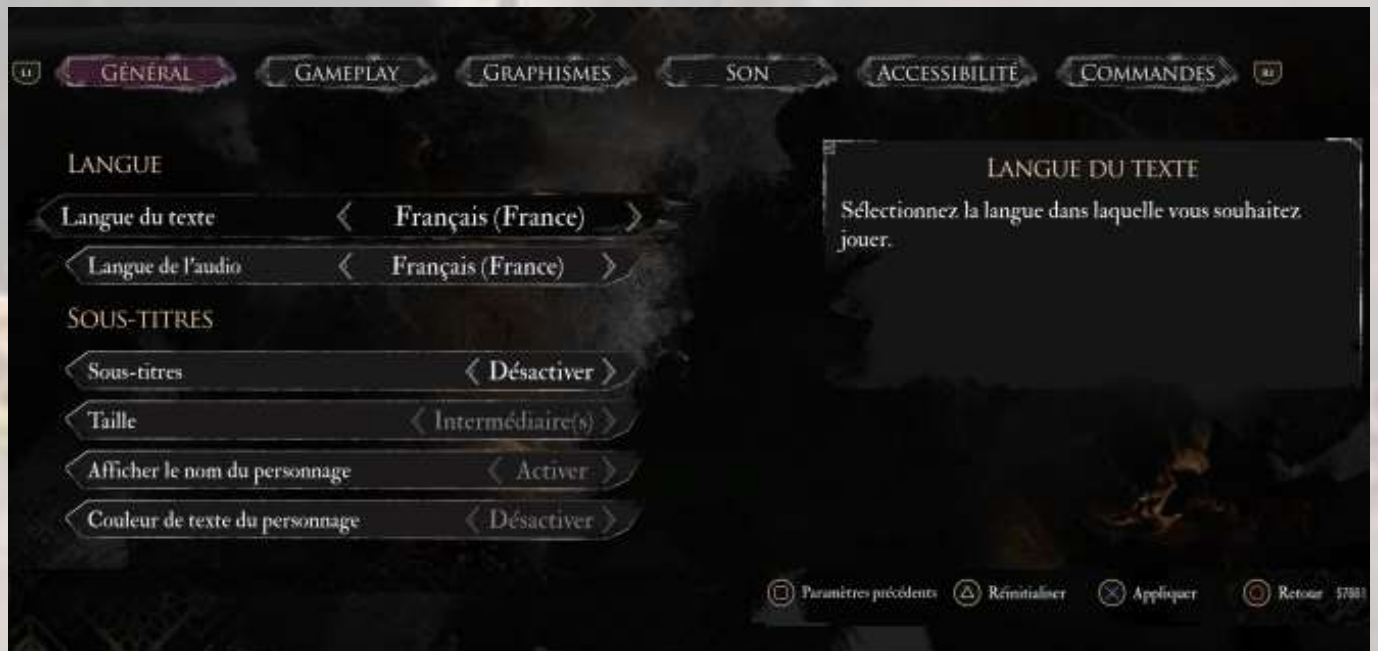 L1 GÉNÉRAL GAMEPLAY GRAPHISMES SON ACCESSIBILITÉ COMMANDES R1
LANGUE
Langue du texte Français (France)
Langue de l'audio Français (France)
SOUS-TITRES
Sous-titres Désactiver
Taille Intermédiaire(s)
Afficher le nom du personnage Activer
Couleur de texte du personnage Désactiver
LANGUE DU TEXTE
Sélectionnez la langue dans laquelle vous souhaitez
jouer.
Paramètres précédents Réinitialiser Appliquer Retour